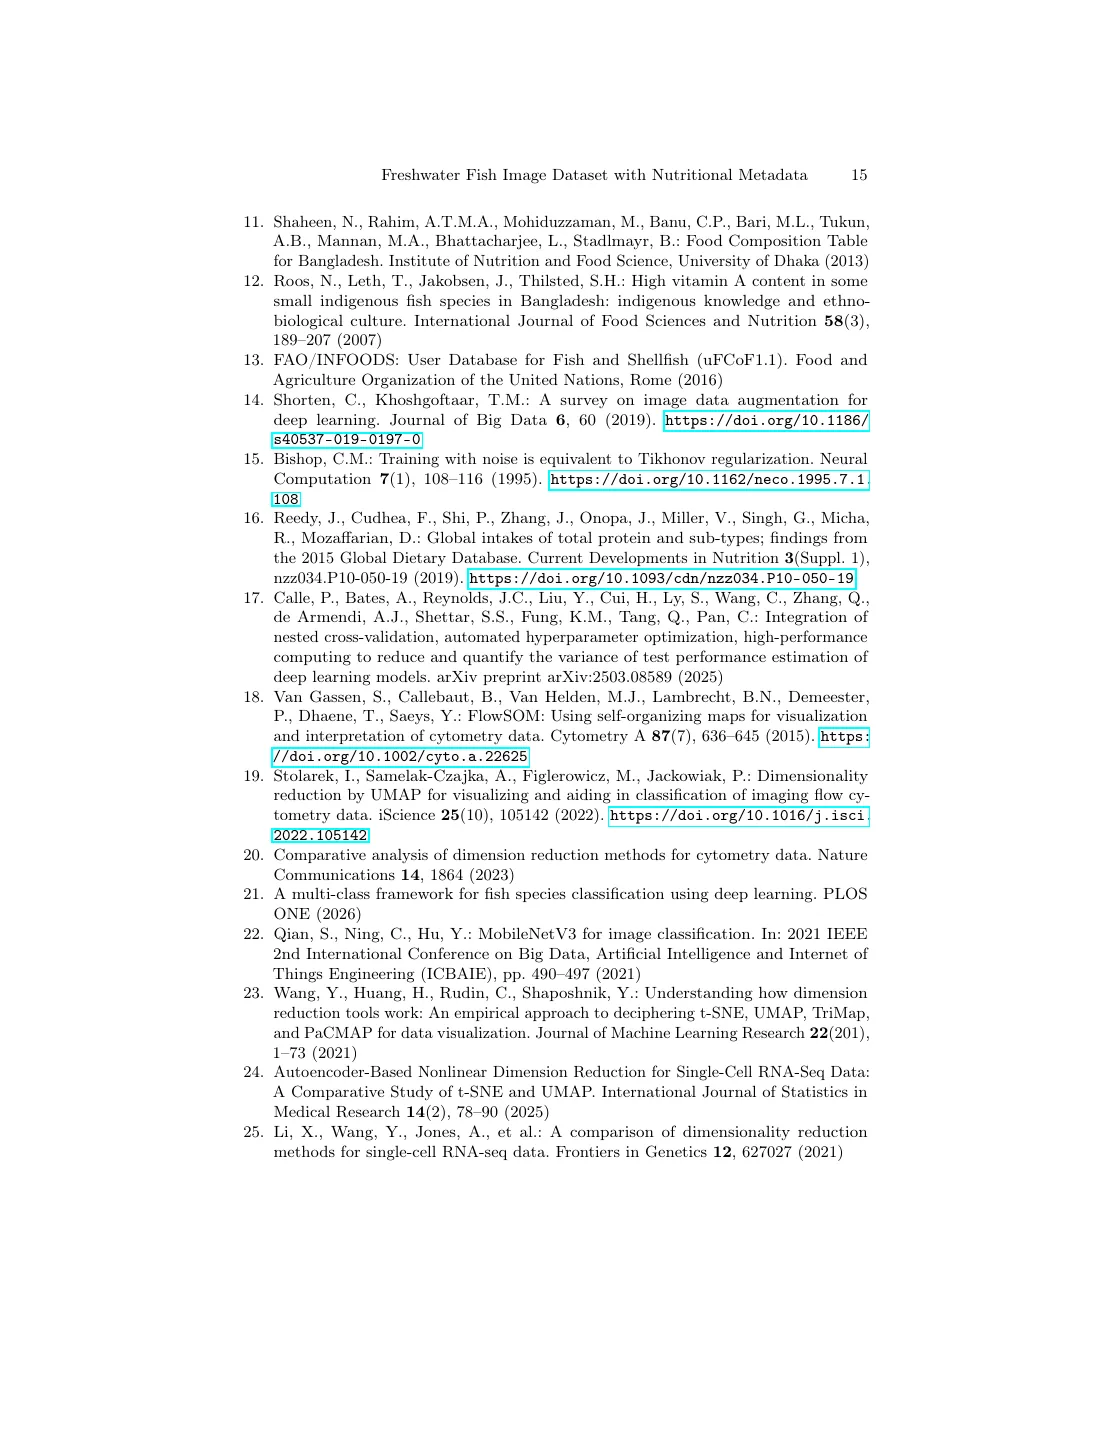 Freshwater Fish Image Dataset with Nutritional Metadata 15
11. Shaheen, N., Rahim, A.T.M.A., Mohiduzzaman, M., Banu, C.P., Bari, M.L., Tukun,
A.B., Mannan, M.A., Bhattacharjee, L., Stadlmayr, B.: Food Composition Table
for Bangladesh. Institute of Nutrition and Food Science, University of Dhaka (2013)
12. Roos, N., Leth, T., Jakobsen, J., Thilsted, S.H.: High vitamin A content in some
small indigenous fish species in Bangladesh: indigenous knowledge and ethno-
biological culture. International Journal of Food Sciences and Nutrition 58(3),
189–207 (2007)
13. FAO/INFOODS: User Database for Fish and Shellfish (uFCoF1.1). Food and
Agriculture Organization of the United Nations, Rome (2016)
14. Shorten, C., Khoshgoftaar, T.M.: A survey on image data augmentation for
deep learning. Journal of Big Data 6, 60 (2019). https://doi.org/10.1186/
s40537-019-0197-0
15. Bishop, C.M.: Training with noise is equivalent to Tikhonov regularization. Neural
Computation 7(1), 108–116 (1995). https://doi.org/10.1162/neco.1995.7.1.
108
16. Reedy, J., Cudhea, F., Shi, P., Zhang, J., Onopa, J., Miller, V., Singh, G., Micha,
R., Mozaffarian, D.: Global intakes of total protein and sub-types; findings from
the 2015 Global Dietary Database. Current Developments in Nutrition 3(Suppl. 1),
nzz034.P10-050-19 (2019). https://doi.org/10.1093/cdn/nzz034.P10-050-19
17. Calle, P., Bates, A., Reynolds, J.C., Liu, Y., Cui, H., Ly, S., Wang, C., Zhang, Q.,
de Armendi, A.J., Shettar, S.S., Fung, K.M., Tang, Q., Pan, C.: Integration of
nested cross-validation, automated hyperparameter optimization, high-performance
computing to reduce and quantify the variance of test performance estimation of
deep learning models. arXiv preprint arXiv:2503.08589 (2025)
18. Van Gassen, S., Callebaut, B., Van Helden, M.J., Lambrecht, B.N., Demeester,
P., Dhaene, T., Saeys, Y.: FlowSOM: Using self-organizing maps for visualization
and interpretation of cytometry data. Cytometry A 87(7), 636–645 (2015). https:
//doi.org/10.1002/cyto.a.22625
19. Stolarek, I., Samelak-Czajka, A., Figlerowicz, M., Jackowiak, P.: Dimensionality
reduction by UMAP for visualizing and aiding in classification of imaging flow cy-
tometry data. iScience 25(10), 105142 (2022). https://doi.org/10.1016/j.isci.
2022.105142
20. Comparative analysis of dimension reduction methods for cytometry data. Nature
Communications 14, 1864 (2023)
21. A multi-class framework for fish species classification using deep learning. PLOS
ONE (2026)
22. Qian, S., Ning, C., Hu, Y.: MobileNetV3 for image classification. In: 2021 IEEE
2nd International Conference on Big Data, Artificial Intelligence and Internet of
Things Engineering (ICBAIE), pp. 490–497 (2021)
23. Wang, Y., Huang, H., Rudin, C., Shaposhnik, Y.: Understanding how dimension
reduction tools work: An empirical approach to deciphering t-SNE, UMAP, TriMap,
and PaCMAP for data visualization. Journal of Machine Learning Research 22(201),
1–73 (2021)
24. Autoencoder-Based Nonlinear Dimension Reduction for Single-Cell RNA-Seq Data:
A Comparative Study of t-SNE and UMAP. International Journal of Statistics in
Medical Research 14(2), 78–90 (2025)
25. Li, X., Wang, Y., Jones, A., et al.: A comparison of dimensionality reduction
methods for single-cell RNA-seq data. Frontiers in Genetics 12, 627027 (2021)